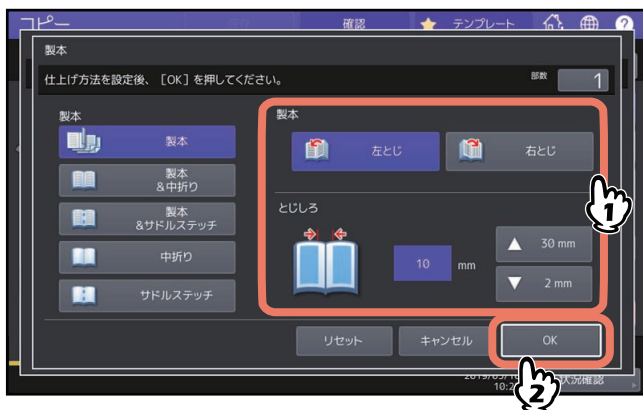 コピー
確認
テンプレート
?
製本
仕上げ方法を設定後、［OK］を押してください。
部数
1
製本
製本
製本
&中折り
製本
&サドルステッチ
中折り
サドルステッチ
製本
左とじ
右とじ
1
とじしろ
10 mm
30 mm
2 mm
リセット
キャンセル
OK
2
状況確認